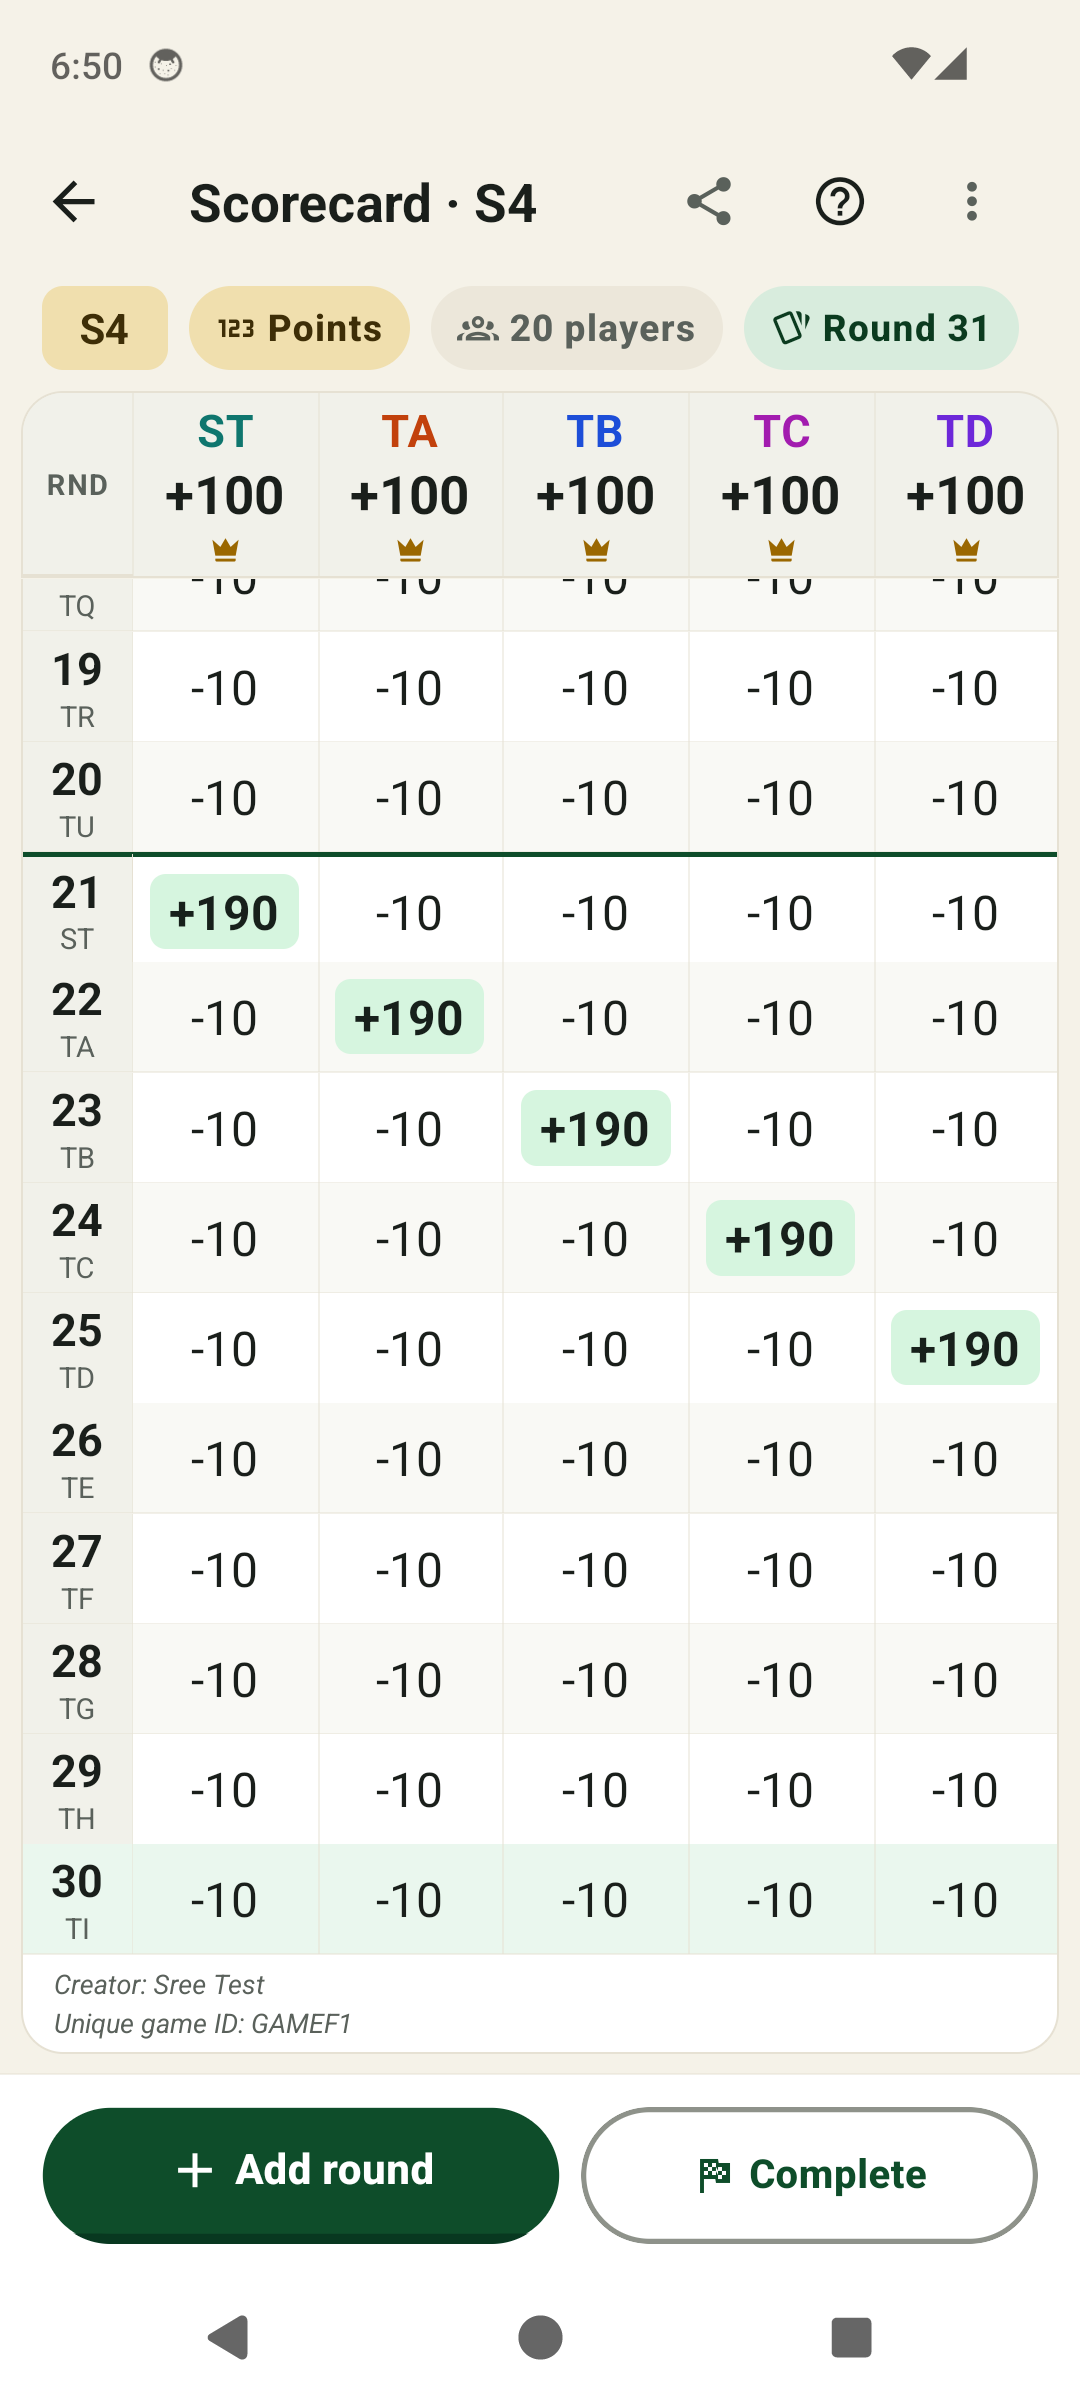 6:50
Scorecard · S4
S4 123 Points 20 players Round 31
RND ST TA TB TC TD
+100 +100 +100 +100 +100
TQ -10 -10 -10 -10 -10
19 TR -10 -10 -10 -10 -10
20 TU -10 -10 -10 -10 -10
21 ST +190 -10 -10 -10 -10
22 TA -10 +190 -10 -10 -10
23 TB -10 -10 +190 -10 -10
24 TC -10 -10 -10 +190 -10
25 TD -10 -10 -10 -10 +190
26 TE -10 -10 -10 -10 -10
27 TF -10 -10 -10 -10 -10
28 TG -10 -10 -10 -10 -10
29 TH -10 -10 -10 -10 -10
30 TI -10 -10 -10 -10 -10
Creator: Sree Test
Unique game ID: GAMEF1
+ Add round Complete